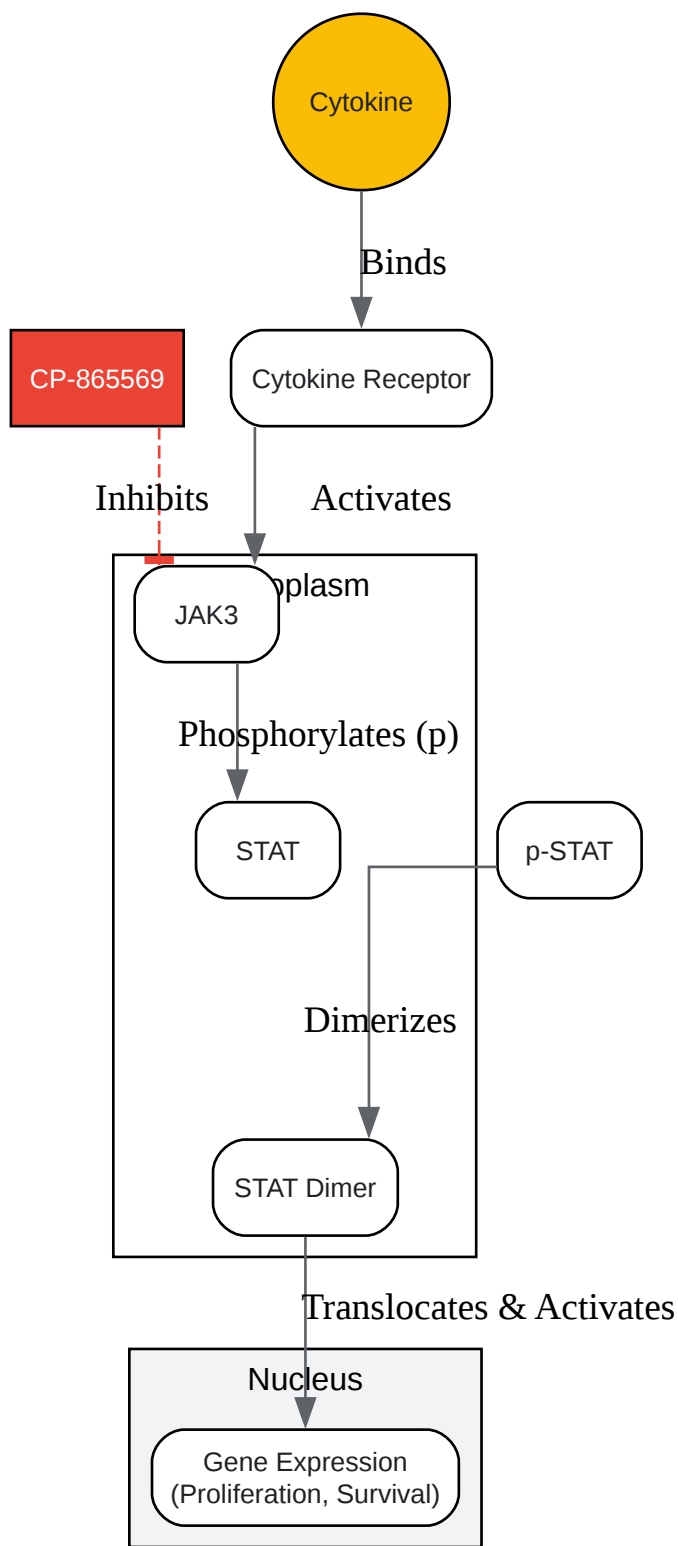 Cytokine
Binds
CP-865569
Cytokine Receptor
Inhibits
Activates
oplasm
JAK3
Phosphorylates (p)
STAT
p-STAT
Dimerizes
STAT Dimer
Translocates & Activates
Nucleus
Gene Expression
(Proliferation, Survival)